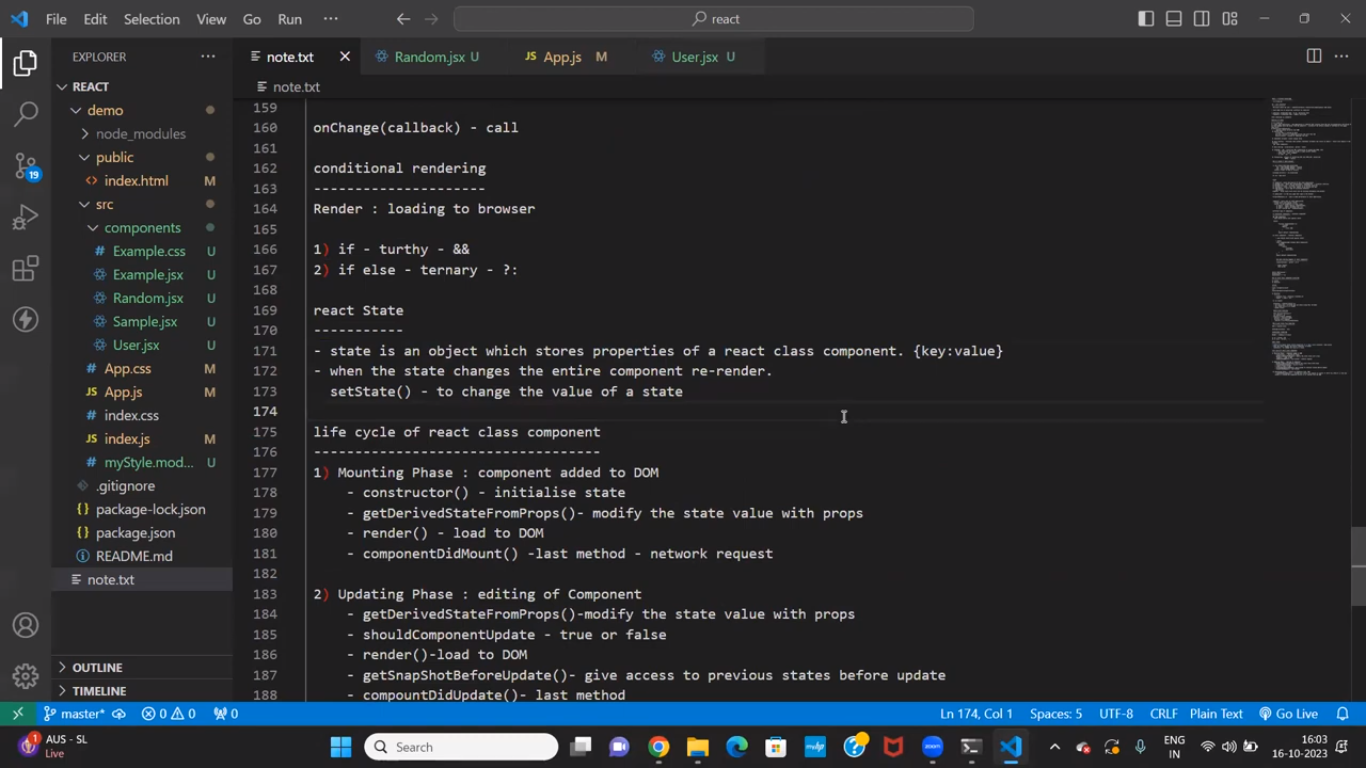 File Edit Selection View Go Run ··· react
EXPLORER ···
note.txt
Random.jsx U
JS App.js M
User.jsx U
REACT
demo
node_modules
public
<> index.html M
src
components
# Example.css U
Example.jsx U
Random.jsx U
Sample.jsx U
User.jsx U
# App.css M
JS App.js M
# index.css
JS index.js M
# myStyle.mod... U
.gitignore
{} package-lock.json
{} package.json
README.md
note.txt
OUTLINE
TIMELINE
19
note.txt
159
160 onChange(callback) - call
161
162 conditional rendering
163 ---------------------
164 Render : loading to browser
165
166 1) if - turthy - &&
167 2) if else - ternary - ?:
168
169 react State
170 -----------
171 - state is an object which stores properties of a react class component. {key:value}
172 - when the state changes the entire component re-render.
173 setState() - to change the value of a state
174
175 life cycle of react class component
176 -----------------------------------
177 1) Mounting Phase : component added to DOM
178 - constructor() - initialise state
179 - getDerivedStateFromProps()- modify the state value with props
180 - render() - load to DOM
181 - componentDidMount() -last method - network request
182
183 2) Updating Phase : editing of Component
184 - getDerivedStateFromProps()-modify the state value with props
185 - shouldComponentUpdate - true or false
186 - render()-load to DOM
187 - getSnapShotBeforeUpdate()- give access to previous states before update
188 - compountDidUpdate()- last method
master* 0 0 0 Ln 174, Col 1 Spaces: 5 UTF-8 CRLF Plain Text Go Live
1 AUS - SL
Live
Search
zoom
2
ENG
IN
16:03
16-10-2023